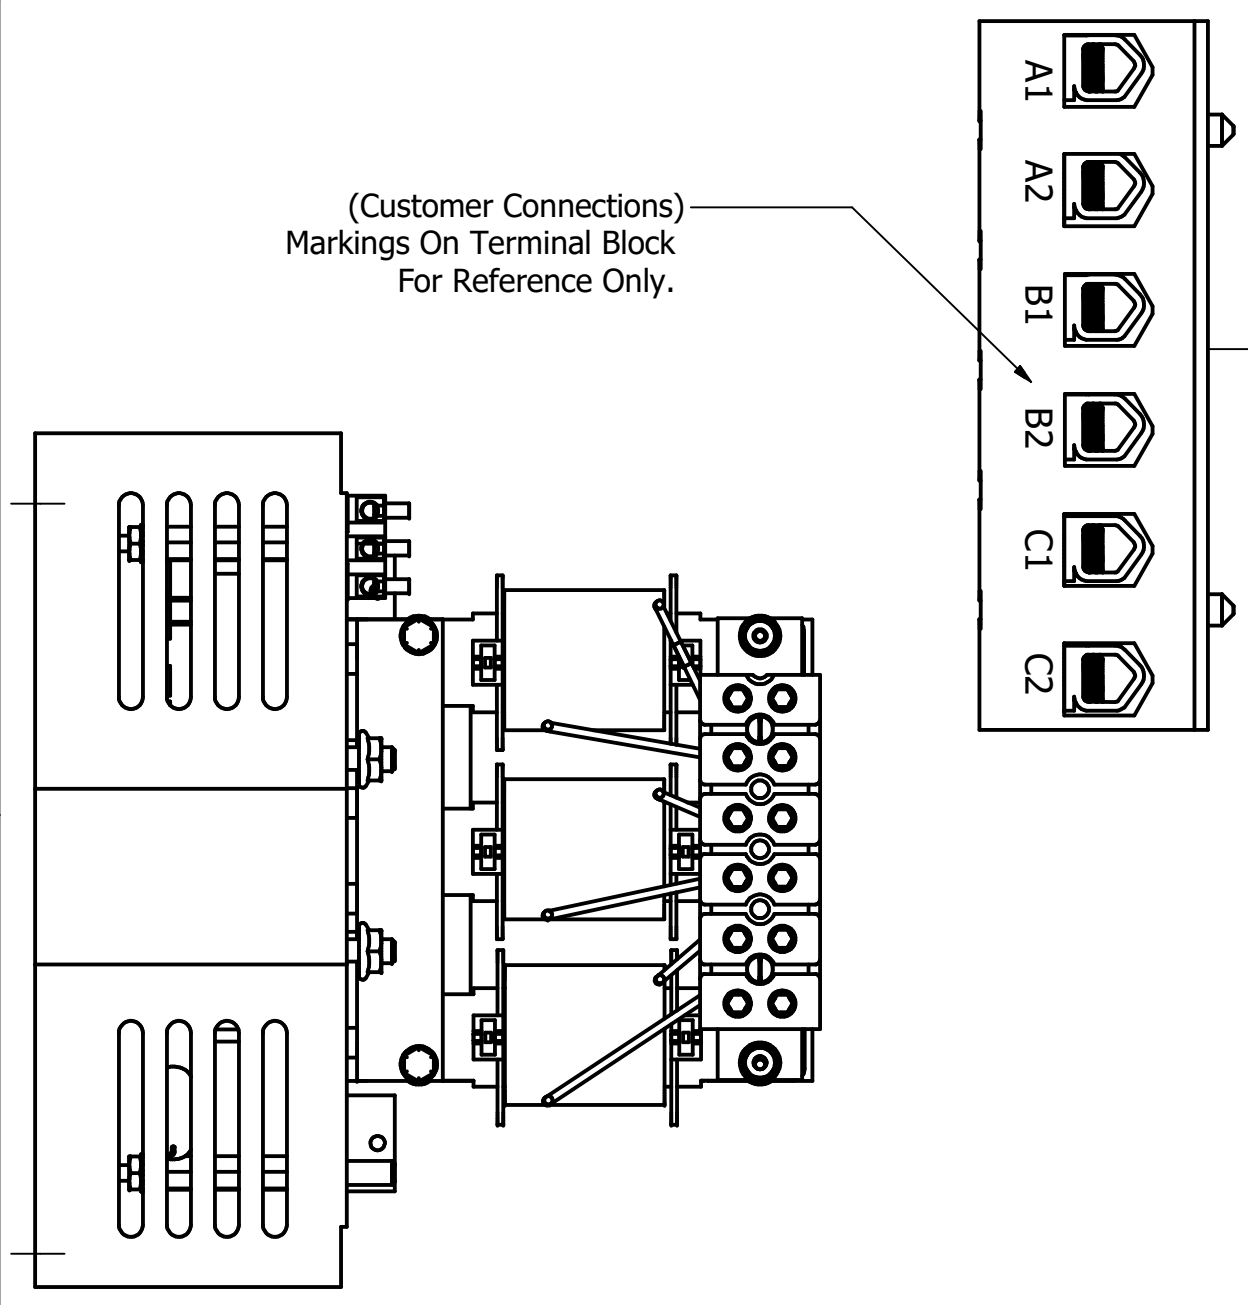 (Customer Connections)
Markings On Terminal Block
For Reference Only.
A1
A2
B1
B2
C1
C2